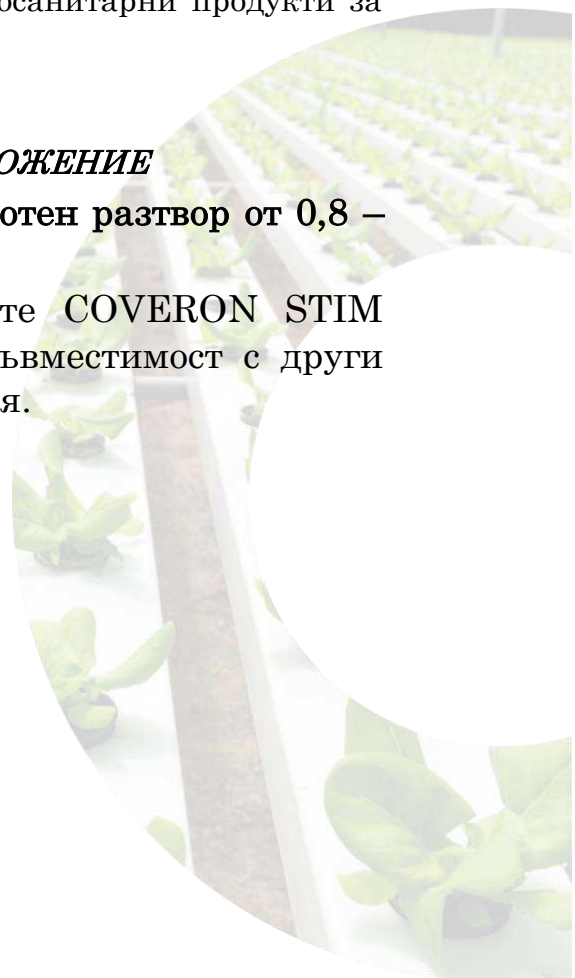 осанитарни продукти за
ОЖЕНИЕ
отен разтвор от 0,8 –
те COVERON STIM
ъвместимост с други
я.